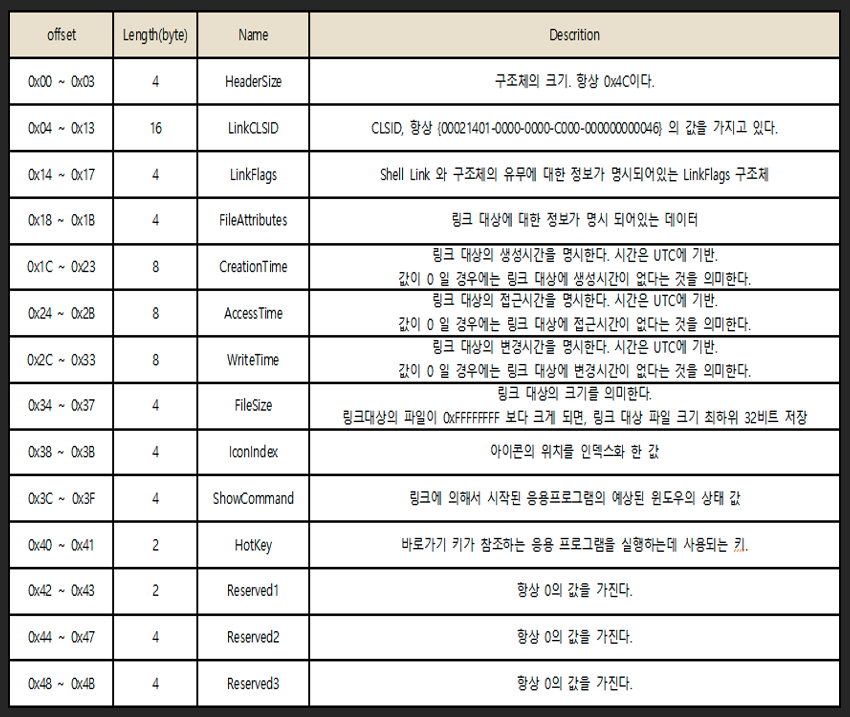 offset Length(byte) Name Descrition
0x00 ~ 0x03 4 HeaderSize 구조체의 크기. 항상 0x4C이다.
0x04 ~ 0x13 16 LinkCLSID CLSID, 항상 {00021401-0000-0000-C000-000000000046} 의 값을 가지고 있다.
0x14 ~ 0x17 4 LinkFlags Shell Link 와 구조체의 유무에 대한 정보가 명시되어있는 LinkFlags 구조체
0x18 ~ 0x1B 4 FileAttributes 링크 대상에 대한 정보가 명시 되어있는 데이터
0x1C ~ 0x23 8 CreationTime 링크 대상의 생성시간을 명시한다. 시간은 UTC에 기반.
값이 0 일 경우에는 링크 대상에 생성시간이 없다는 것을 의미한다.
0x24 ~ 0x2B 8 AccessTime 링크 대상의 접근시간을 명시한다. 시간은 UTC에 기반.
값이 0 일 경우에는 링크 대상에 접근시간이 없다는 것을 의미한다.
0x2C ~ 0x33 8 WriteTime 링크 대상의 변경시간을 명시한다. 시간은 UTC에 기반.
값이 0 일 경우에는 링크 대상에 변경시간이 없다는 것을 의미한다.
0x34 ~ 0x37 4 FileSize 링크 대상의 크기를 의미한다.
링크대상의 파일이 0xFFFFFFFF 보다 크게 되면, 링크 대상 파일 크기 최하위 32비트 저장
0x38 ~ 0x3B 4 IconIndex 아이콘의 위치를 인덱스화 한 값
0x3C ~ 0x3F 4 ShowCommand 링크에 의해서 시작된 응용프로그램의 예상된 윈도우의 상태 값
0x40 ~ 0x41 2 HotKey 바로가기 키가 참조하는 응용 프로그램을 실행하는데 사용되는 키.
0x42 ~ 0x43 2 Reserved1 항상 0의 값을 가진다.
0x44 ~ 0x47 4 Reserved2 항상 0의 값을 가진다.
0x48 ~ 0x4B 4 Reserved3 항상 0의 값을 가진다.